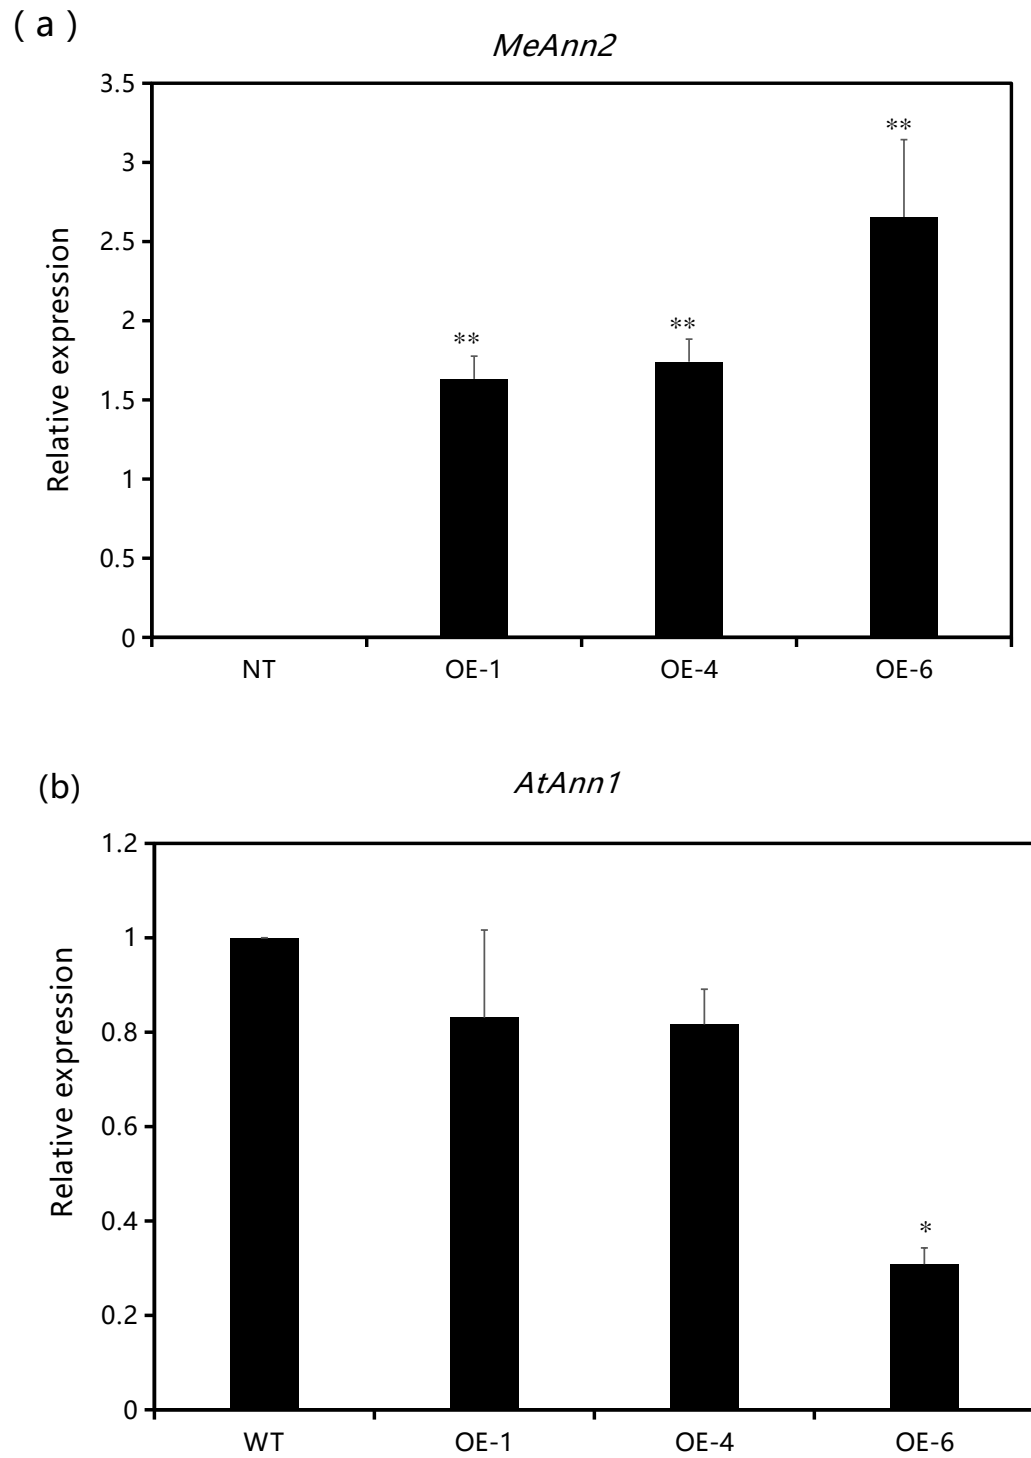 ( a )
MeAnn2
Relative expression
3.5
3
2.5
2
1.5
1
0.5
0
**
**
**
NT OE-1 OE-4 OE-6
(b)
AtAnn1
Relative expression
1.2
1
0.8
0.6
0.4
0.2
0
*
WT OE-1 OE-4 OE-6